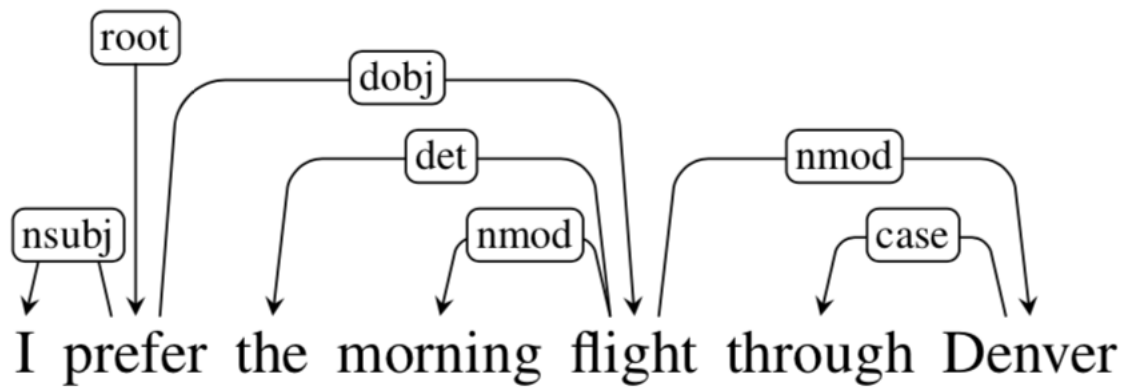 root
dobj
det
nmod
nsubj
nmod
case
I prefer the morning flight through Denver